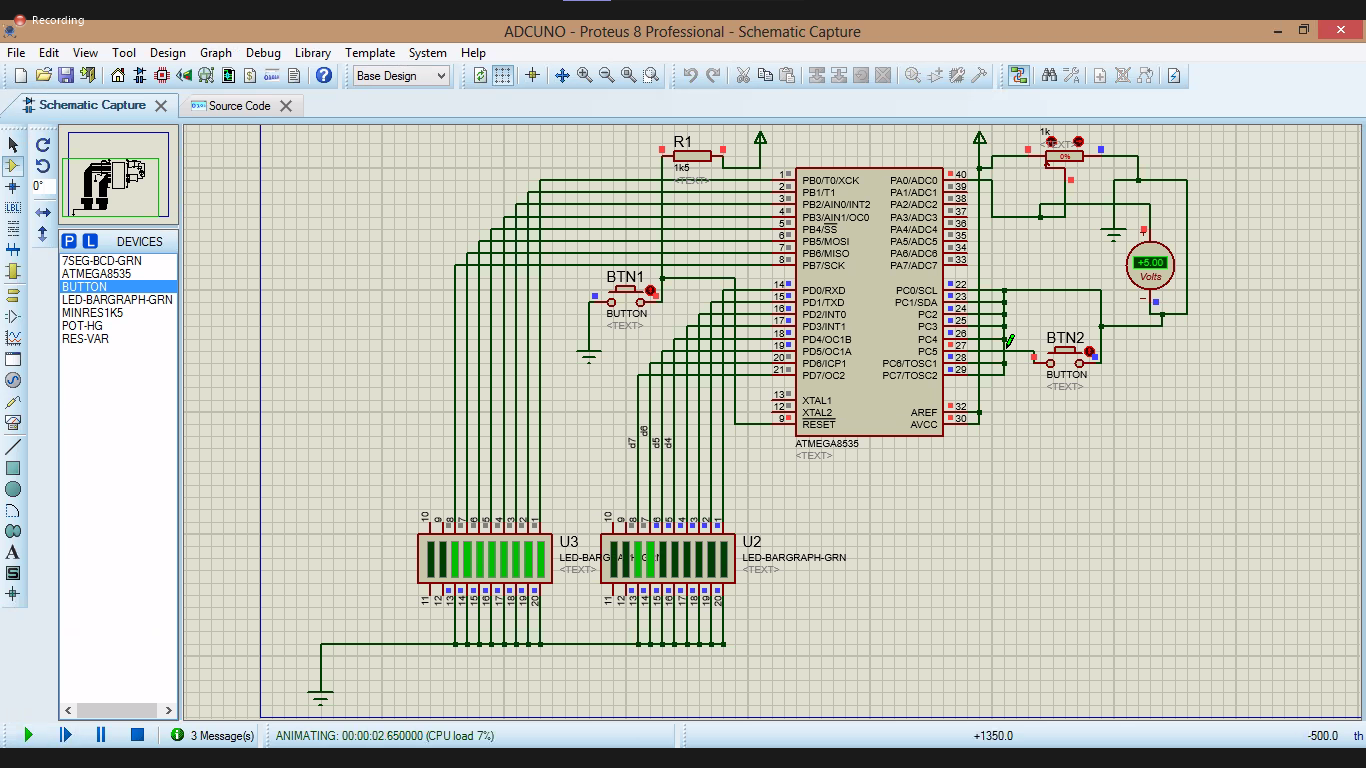 Recording
ADCUNO - Proteus 8 Professional - Schematic Capture
File Edit View Tool Design Graph Debug Library Template System Help
Base Design
Schematic Capture
Source Code
0°
P L DEVICES
7SEG-BCD-GRN
ATMEGA8535
BUTTON
LED-BARGRAPH-GRN
MINRES1K5
POT-HG
RES-VAR
R1
1k5
<TEXT>
1k
<TEXT>
0%
1 PB0/T0/XCK PA0/ADC0 40
2 PB1/T1 PA1/ADC1 39
3 PB2/AIN0/INT2 PA2/ADC2 38
4 PB3/AIN1/OC0 PA3/ADC3 37
5 PB4/SS PA4/ADC4 36
6 PB5/MOSI PA5/ADC5 35
7 PB6/MISO PA6/ADC6 34
8 PB7/SCK PA7/ADC7 33
14 PD0/RXD PC0/SCL 22
15 PD1/TXD PC1/SDA 23
16 PD2/INT0 PC2 24
17 PD3/INT1 PC3 25
18 PD4/OC1B PC4 26
19 PD5/OC1A PC5 27
20 PD6/ICP1 PC6/TOSC1 28
21 PD7/OC2 PC7/TOSC2 29
13 XTAL1
12 XTAL2 AREF 32
9 RESET AVCC 30
ATMEGA8535
<TEXT>
+
+5.00
Volts
BTN1
BUTTON
<TEXT>
BTN2
BUTTON
<TEXT>
d7 d6 d5 d4
10 9 8 7 6 5 4 3 2 1
U3
LED-BARGRAPH-GRN
<TEXT>
11 12 13 14 15 16 17 18 19 20
10 9 8 7 6 5 4 3 2 1
U2
LED-BARGRAPH-GRN
<TEXT>
11 12 13 14 15 16 17 18 19 20
3 Message(s)
ANIMATING: 00:00:02.650000 (CPU load 7%)
+1350.0
-500.0
th